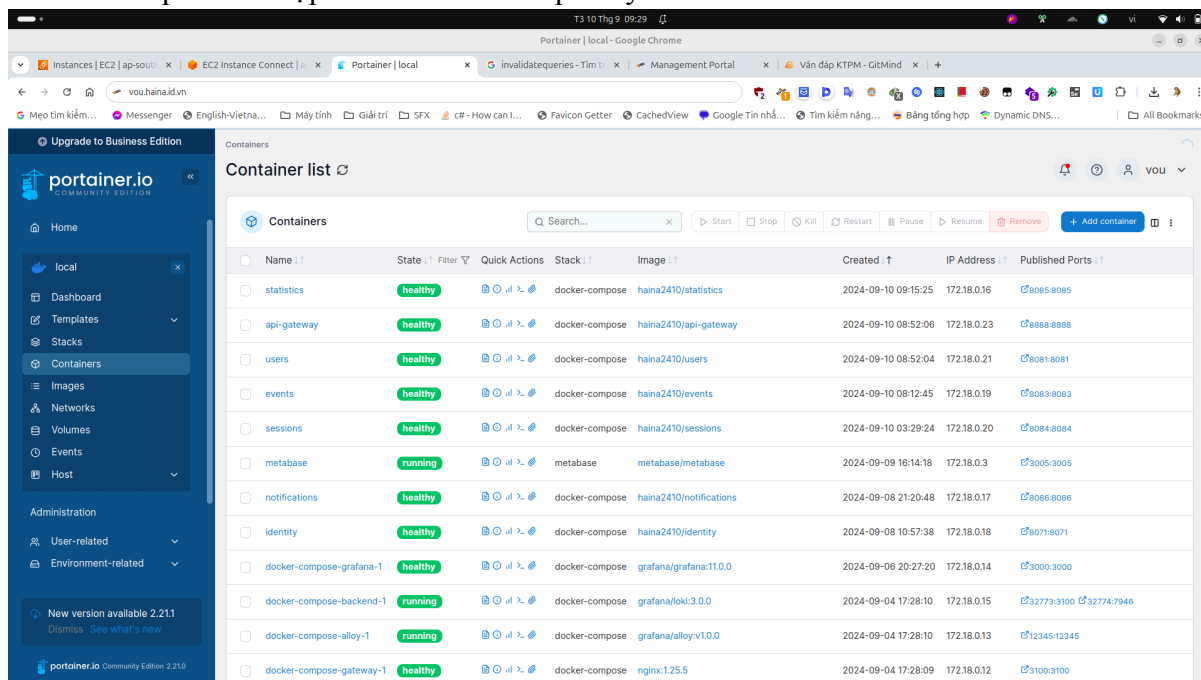 T3 10 Thg 9 09:29
vi
Portainer | local - Google Chrome
Instances | EC2 | ap-sout
EC2 Instance Connect | a
Portainer | local
invalidatequeries - Tìm t
Management Portal
Vấn đáp KTPM - GitMind
vou.haina.id.vn
Mẹo tìm kiếm...
Messenger
English-Vietna...
Máy tính
Giải trí
SFX
c# - How can I...
Favicon Getter
CachedView
Google Tin nhắ...
Tìm kiếm nâng...
Bảng tổng hợp
Dynamic DNS...
All Bookmark
Upgrade to Business Edition
portainer.io
COMMUNITY EDITION
Home
local
Dashboard
Templates
Stacks
Containers
Images
Networks
Volumes
Events
Host
Administration
User-related
Environment-related
New version available 2.21.1
Dismiss See what's new
portainer.io Community Edition 2.21.0
Containers
Container list
vou
Containers
Search...
Start
Stop
Kill
Restart
Pause
Resume
Remove
+ Add container
Name State Filter Quick Actions Stack Image Created IP Address Published Ports
statistics healthy docker-compose haina2410/statistics 2024-09-10 09:15:25 172.18.0.16 8085:8085
api-gateway healthy docker-compose haina2410/api-gateway 2024-09-10 08:52:06 172.18.0.23 8888:8888
users healthy docker-compose haina2410/users 2024-09-10 08:52:04 172.18.0.21 8081:8081
events healthy docker-compose haina2410/events 2024-09-10 08:12:45 172.18.0.19 8083:8083
sessions healthy docker-compose haina2410/sessions 2024-09-10 03:29:24 172.18.0.20 8084:8084
metabase running metabase metabase/metabase 2024-09-09 16:14:18 172.18.0.3 3005:3005
notifications healthy docker-compose haina2410/notifications 2024-09-08 21:20:48 172.18.0.17 8086:8086
identity healthy docker-compose haina2410/identity 2024-09-08 10:57:38 172.18.0.18 8071:8071
docker-compose-grafana-1 healthy docker-compose grafana/grafana:11.0.0 2024-09-06 20:27:20 172.18.0.14 3000:3000
docker-compose-backend-1 running docker-compose grafana/loki:3.0.0 2024-09-04 17:28:10 172.18.0.15 32773:3100 32774:7946
docker-compose-alloy-1 running docker-compose grafana/alloy:v1.0.0 2024-09-04 17:28:10 172.18.0.13 12345:12345
docker-compose-gateway-1 healthy docker-compose nginx:1.25.5 2024-09-04 17:28:09 172.18.0.12 3100:3100